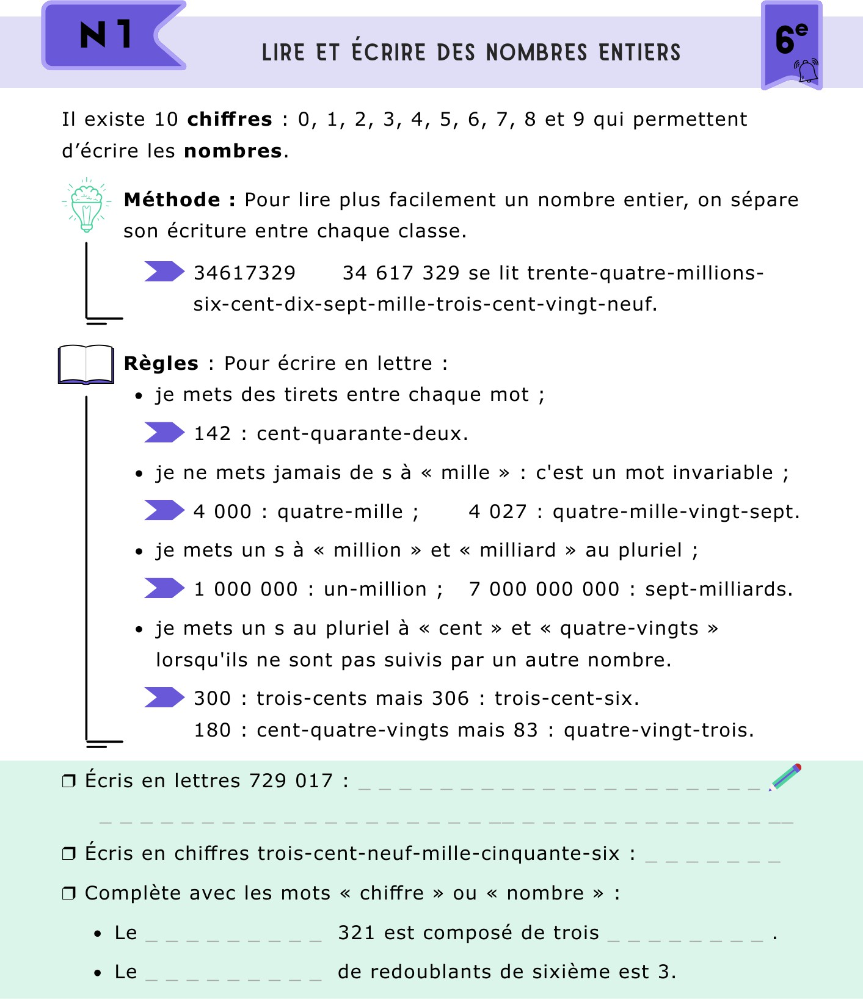 N 1
LIRE ET ÉCRIRE DES NOMBRES ENTIERS
6e
Il existe 10 chiffres : 0, 1, 2, 3, 4, 5, 6, 7, 8 et 9 qui permettent
d’écrire les nombres.
Méthode : Pour lire plus facilement un nombre entier, on sépare
son écriture entre chaque classe.
34617329 34 617 329 se lit trente-quatre-millions-
six-cent-dix-sept-mille-trois-cent-vingt-neuf.
Règles : Pour écrire en lettre :
• je mets des tirets entre chaque mot ;
142 : cent-quarante-deux.
• je ne mets jamais de s à « mille » : c'est un mot invariable ;
4 000 : quatre-mille ; 4 027 : quatre-mille-vingt-sept.
• je mets un s à « million » et « milliard » au pluriel ;
1 000 000 : un-million ; 7 000 000 000 : sept-milliards.
• je mets un s au pluriel à « cent » et « quatre-vingts »
lorsqu'ils ne sont pas suivis par un autre nombre.
300 : trois-cents mais 306 : trois-cent-six.
180 : cent-quatre-vingts mais 83 : quatre-vingt-trois.
❐ Écris en lettres 729 017 : _ _ _ _ _ _ _ _ _ _ _ _ _ _ _ _ _ _ _ _
_ _ _ _ _ _ _ _ _ _ _ _ _ _ _ _ _ _ _ _ __ _ _ _ _ _ _ _ _ _ _ _ _ __
❐ Écris en chiffres trois-cent-neuf-mille-cinquante-six : _ _ _ _ _ _ _
❐ Complète avec les mots « chiffre » ou « nombre » :
• Le _ _ _ _ _ _ _ _ _ 321 est composé de trois _ _ _ _ _ _ _ _ .
• Le _ _ _ _ _ _ _ _ _ de redoublants de sixième est 3.